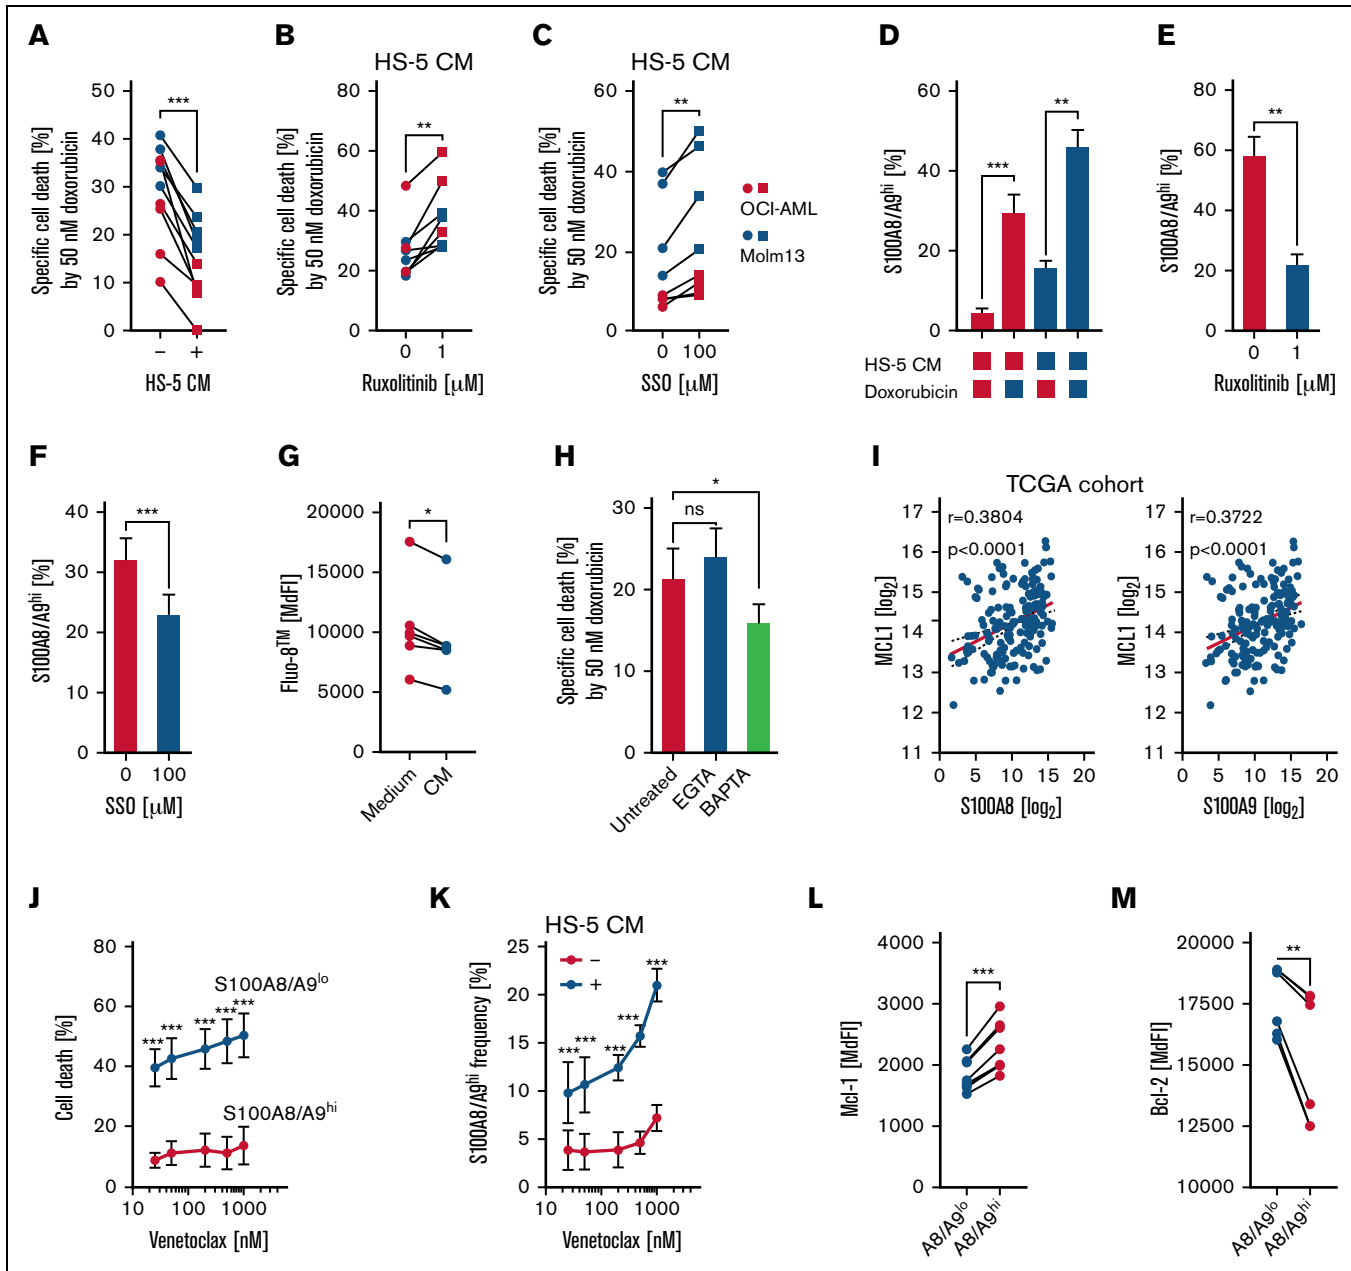 A
Specific cell death [%]
by 50 nM doxorubicin
50
40
30
20
10
0
***
– +
HS-5 CM
B
HS-5 CM
Specific cell death [%]
by 50 nM doxorubicin
80
60
40
20
0
**
0 1
Ruxolitinib [μM]
C
HS-5 CM
Specific cell death [%]
by 50 nM doxorubicin
60
40
20
0
**
0 100
SSO [μM]
OCI-AML
Molm13
D
S100A8/A9hi [%]
60
40
20
0
***
**
HS-5 CM
Doxorubicin
E
S100A8/A9hi [%]
80
60
40
20
0
**
0 1
Ruxolitinib [μM]
F
S100A8/A9hi [%]
40
30
20
10
0
***
0 100
SSO [μM]
G
Fluo-8TM [MdFI]
20000
15000
10000
5000
0
*
Medium
CM
H
Specific cell death [%]
by 50 nM doxorubicin
30
20
10
0
*
ns
Untreated
EGTA
BAPTA
I
TCGA cohort
MCL1 [log2]
17
16
15
14
13
12
11
r=0.3804
p<0.0001
0 5 10 15 20
S100A8 [log2]
MCL1 [log2]
17
16
15
14
13
12
11
r=0.3722
p<0.0001
0 5 10 15 20
S100A9 [log2]
J
Cell death [%]
80
60
40
20
0
S100A8/A9lo
*** *** *** *** ***
S100A8/A9hi
10 100 1000
Venetoclax [nM]
K
HS-5 CM
S100A8/A9hi frequency [%]
25
20
15
10
5
0
–
+
*** *** *** *** ***
10 100 1000
Venetoclax [nM]
L
Mcl-1 [MdFI]
4000
3000
2000
1000
0
***
A8/A9lo
A8/A9hi
M
Bcl-2 [MdFI]
20000
17500
15000
12500
10000
**
A8/A9lo
A8/A9hi